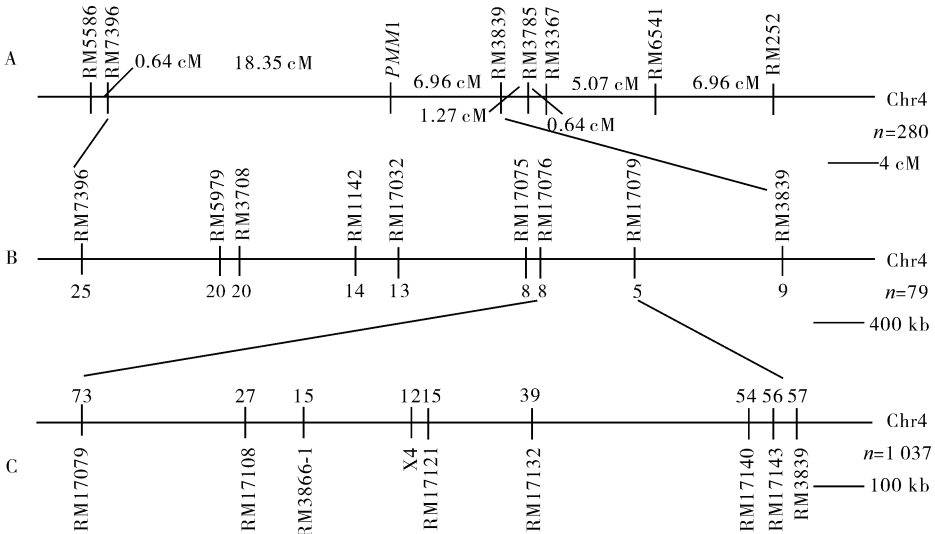 A
RM5586 RM7396 PMM1 RM3839 RM3785 RM3367 RM6541 RM252
0.64 cM 18.35 cM 6.96 cM 1.27 cM 0.64 cM 5.07 cM 6.96 cM
Chr4
n=280
4 cM
B
RM7396 RM5979 RM3708 RM1142 RM17032 RM17075 RM17076 RM17079 RM3839
Chr4
25 20 20 14 13 8 8 5 9
n=79
400 kb
C
73 27 15 12 15 39 54 56 57
Chr4
RM17079 RM17108 RM3866-1 X4 RM17121 RM17132 RM17140 RM17143 RM3839
n=1 037
100 kb